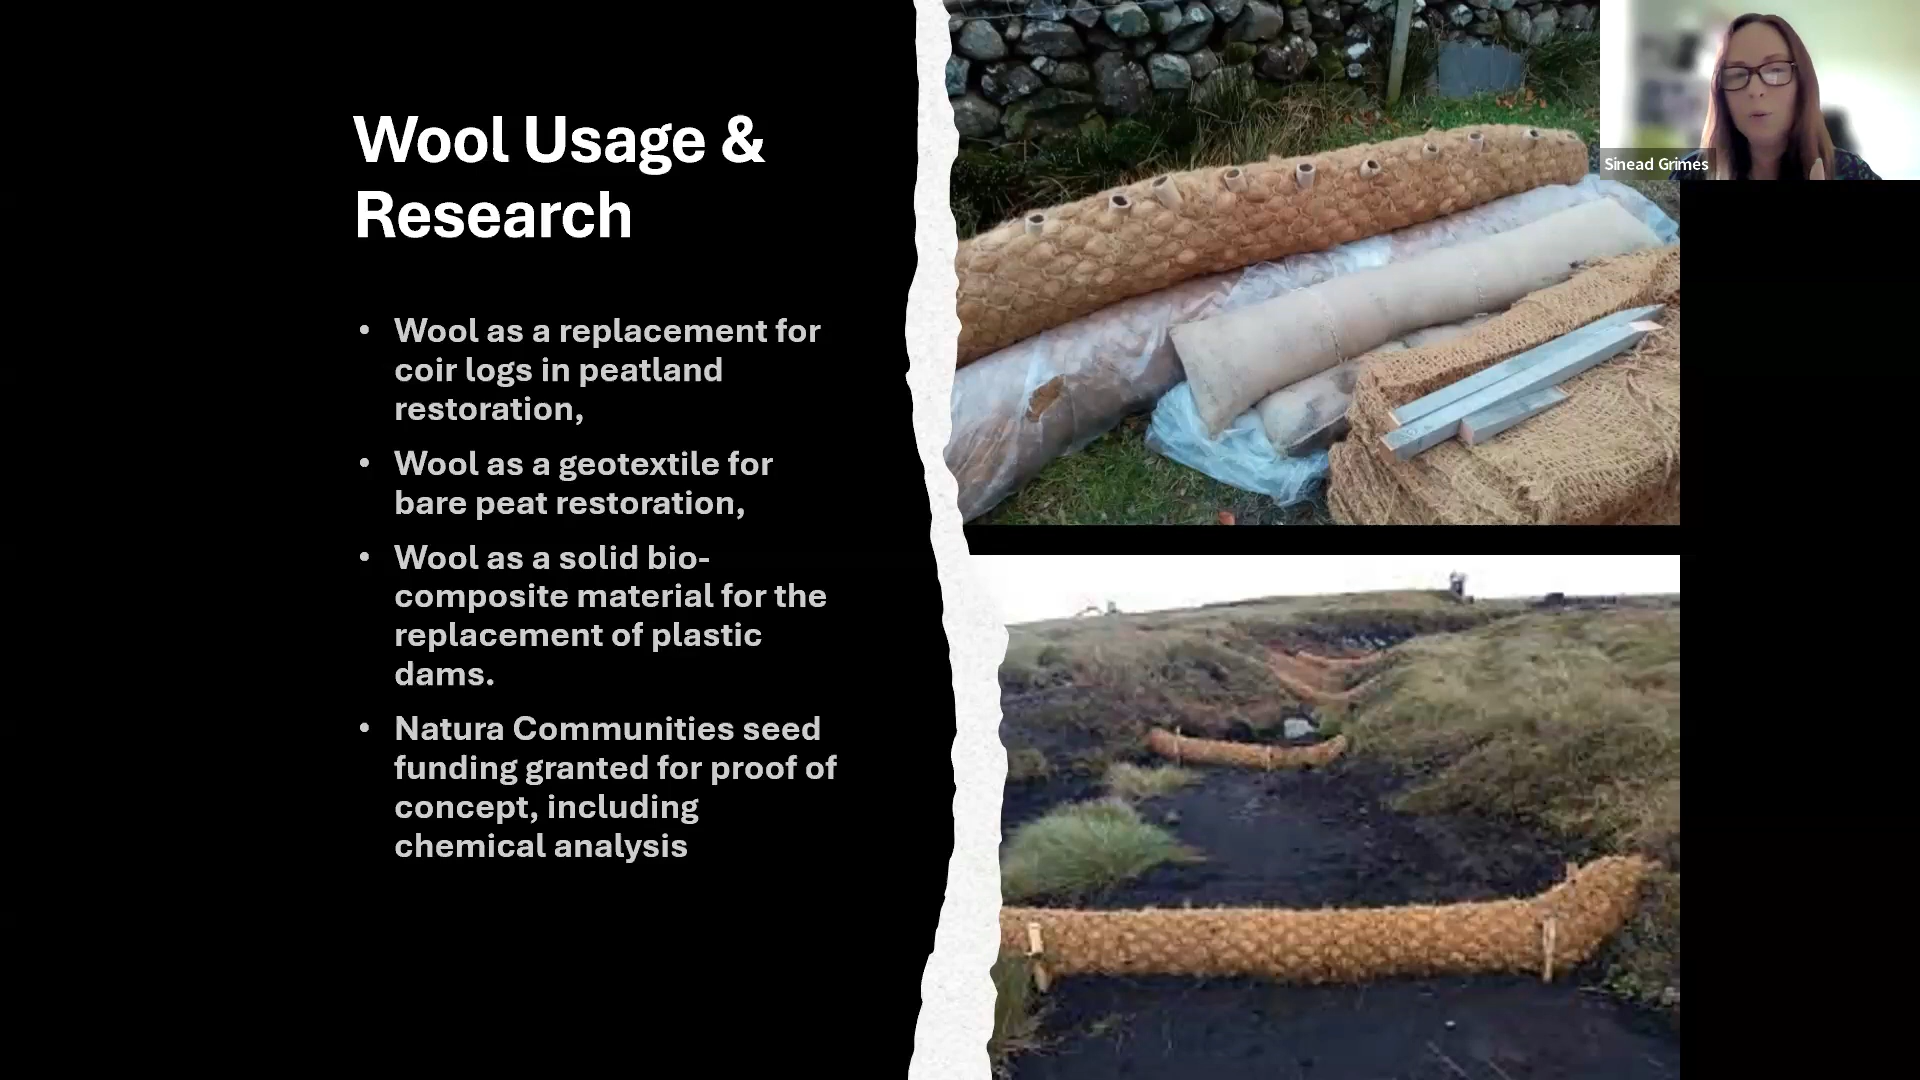 Wool Usage &
Research
• Wool as a replacement for
coir logs in peatland
restoration,
• Wool as a geotextile for
bare peat restoration,
• Wool as a solid bio-
composite material for the
replacement of plastic
dams.
• Natura Communities seed
funding granted for proof of
concept, including
chemical analysis
Sinead Grimes